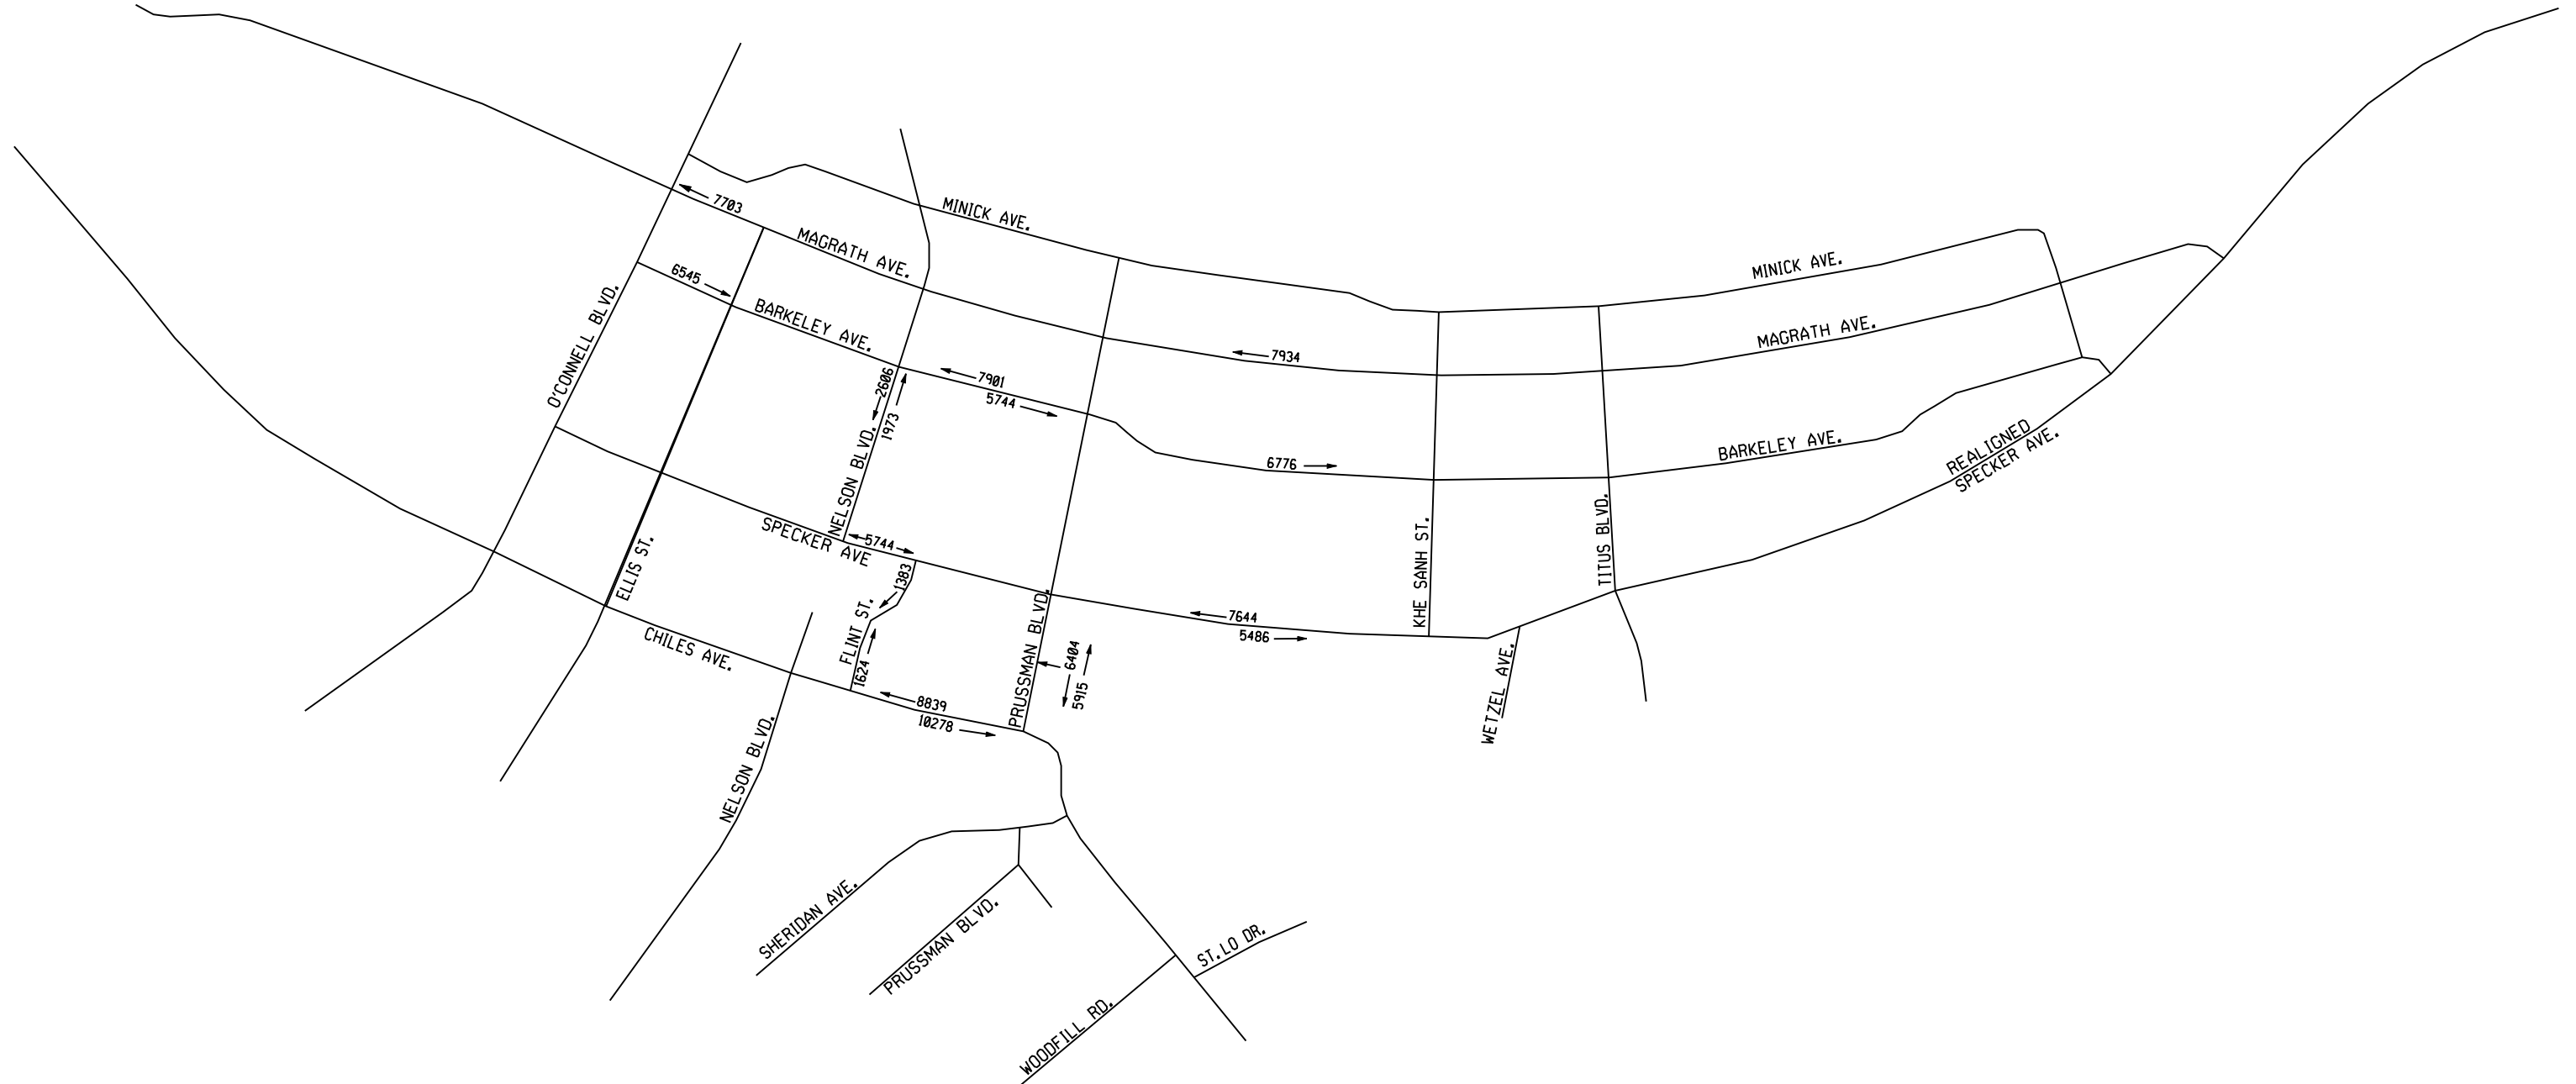 MINICK AVE.
7703
MAGRATH AVE.
MINICK AVE.
6545
O'CONNELL BLVD.
BARKELEY AVE.
MAGRATH AVE.
7934
2606
7901
5744
1973
NELSON BLVD.
6776
BARKELEY AVE.
REALIGNED
SPECKER AVE.
SPECKER AVE
5744
ELLIS ST.
1383
KHE SANH ST.
TITUS BLVD.
FLINT ST.
1624
PRUSSMAN BLVD.
7644
5486
CHILES AVE.
6404
5915
WETZEL AVE.
8839
10278
NELSON BLVD.
SHERIDAN AVE.
PRUSSMAN BLVD.
ST. LO DR.
WOODFILL RD.